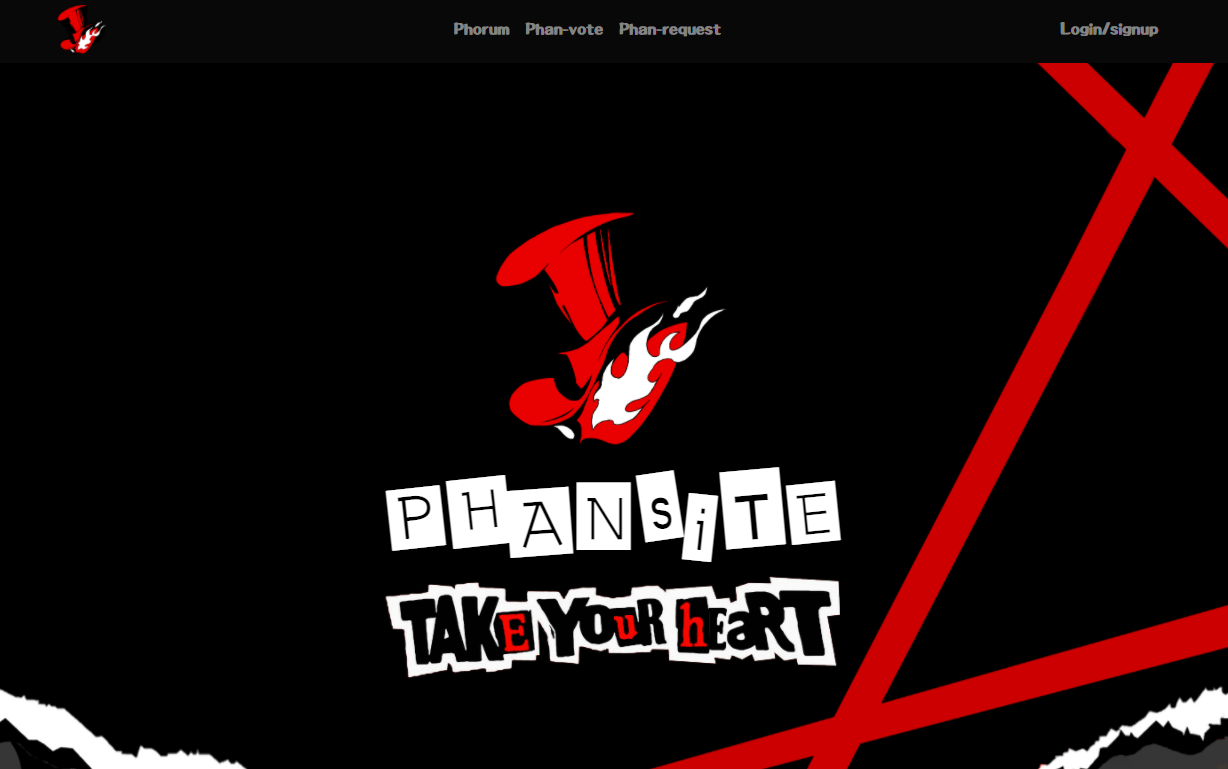 Phorum Phan-vote Phan-request Login/signup
PHANSiTE
TAKE YOuR hEaRT